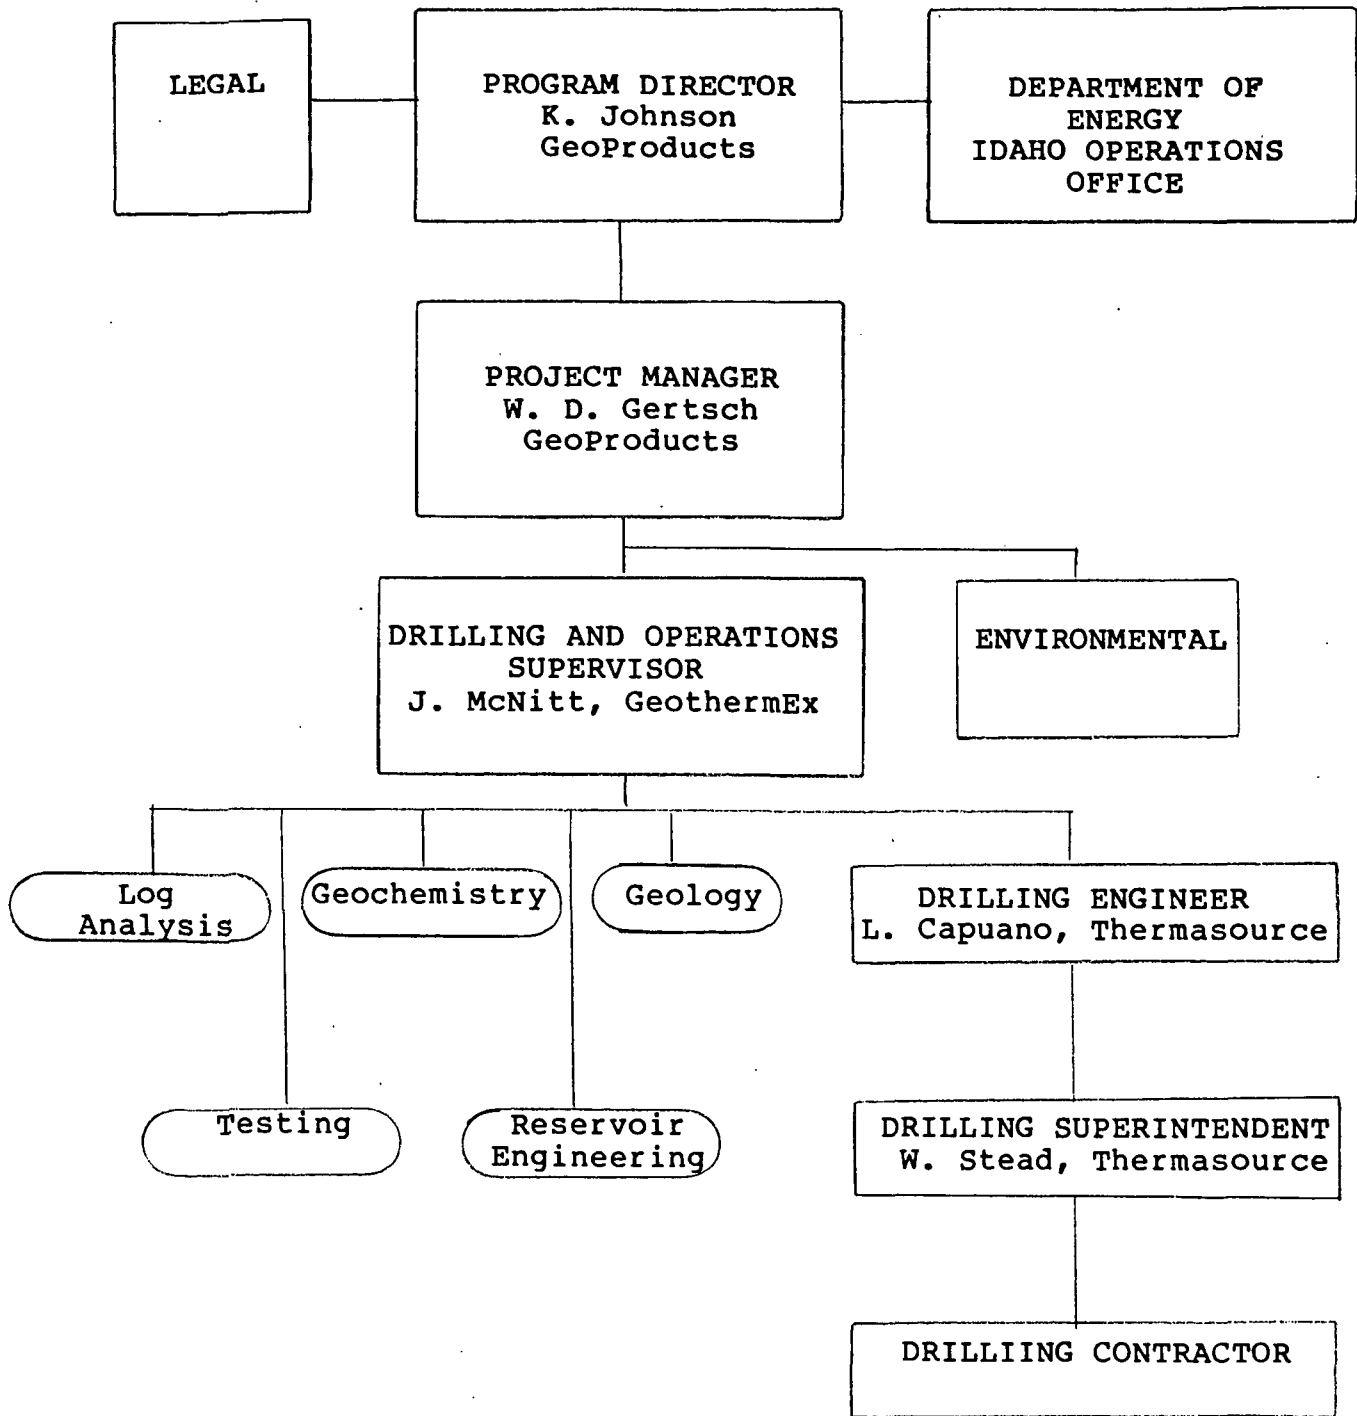 LEGAL
PROGRAM DIRECTOR
K. Johnson
GeoProducts
DEPARTMENT OF
ENERGY
IDAHO OPERATIONS
OFFICE
PROJECT MANAGER
W. D. Gertsch
GeoProducts
DRILLING AND OPERATIONS
SUPERVISOR
J. McNitt, GeothermEx
ENVIRONMENTAL
Log
Analysis
Geochemistry
Geology
DRILLING ENGINEER
L. Capuano, Thermasource
Testing
Reservoir
Engineering
DRILLING SUPERINTENDENT
W. Stead, Thermasource
DRILLIING CONTRACTOR